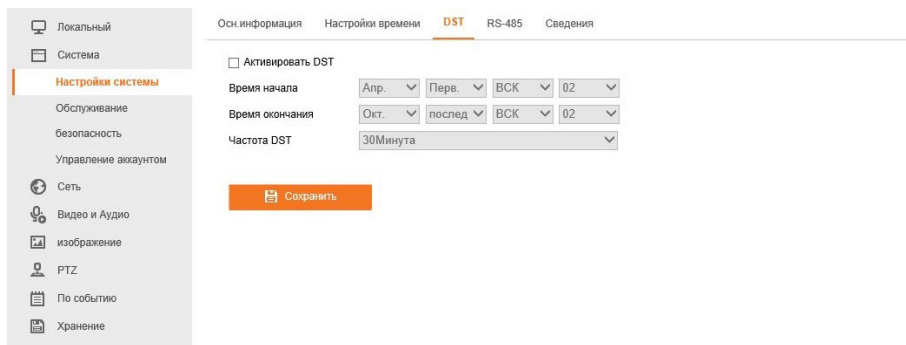 Локальный
Система
Настройки системы
Обслуживание
безопасность
Управление аккаунтом
Сеть
Видео и Аудио
изображение
PTZ
По событию
Хранение
Осн.информация Настройки времени DST RS-485 Сведения
Активировать DST
Время начала Апр. Перв. ВСК 02
Время окончания Окт. послед ВСК 02
Частота DST 30Минута
Сохранить